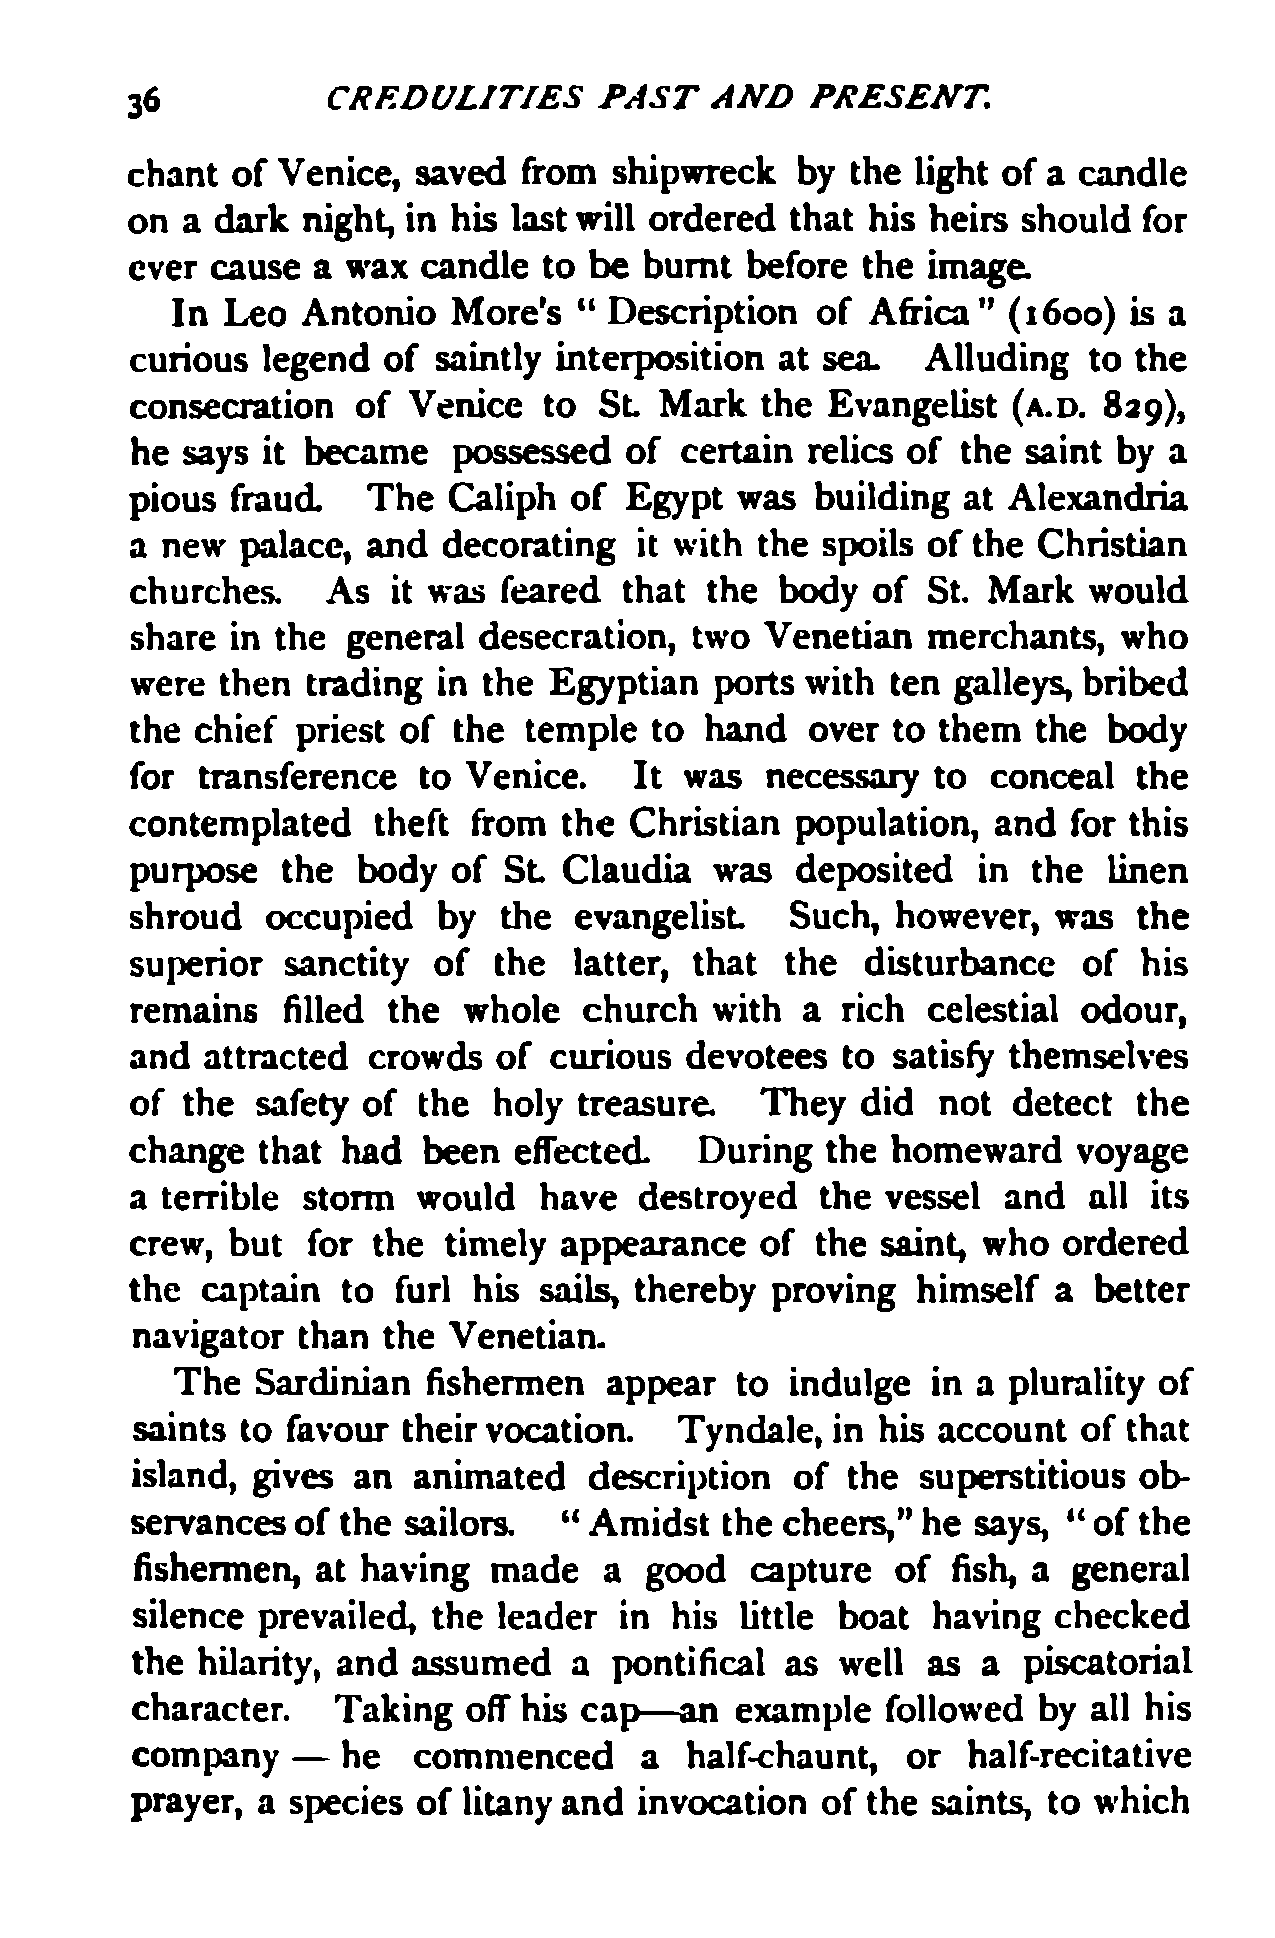 36 CREDULITIES PAST AND PRESENT.
chant of Venice, saved from shipwreck by the light of a candle
on a dark night, in his last will ordered that his heirs should for
ever cause a wax candle to be burnt before the image.
In Leo Antonio More's " Description of Africa " (1600) is a
curious legend of saintly interposition at sea. Alluding to the
consecration of Venice to St. Mark the Evangelist (A.D. 829),
he says it became possessed of certain relics of the saint by a
pious fraud. The Caliph of Egypt was building at Alexandria
a new palace, and decorating it with the spoils of the Christian
churches. As it was feared that the body of St. Mark would
share in the general desecration, two Venetian merchants, who
were then trading in the Egyptian ports with ten galleys, bribed
the chief priest of the temple to hand over to them the body
for transference to Venice. It was necessary to conceal the
contemplated theft from the Christian population, and for this
purpose the body of St. Claudia was deposited in the linen
shroud occupied by the evangelist. Such, however, was the
superior sanctity of the latter, that the disturbance of his
remains filled the whole church with a rich celestial odour,
and attracted crowds of curious devotees to satisfy themselves
of the safety of the holy treasure. They did not detect the
change that had been effected. During the homeward voyage
a terrible storm would have destroyed the vessel and all its
crew, but for the timely appearance of the saint, who ordered
the captain to furl his sails, thereby proving himself a better
navigator than the Venetian.
The Sardinian fishermen appear to indulge in a plurality of
saints to favour their vocation. Tyndale, in his account of that
island, gives an animated description of the superstitious ob-
servances of the sailors. " Amidst the cheers," he says, " of the
fishermen, at having made a good capture of fish, a general
silence prevailed, the leader in his little boat having checked
the hilarity, and assumed a pontifical as well as a piscatorial
character. Taking off his cap—an example followed by all his
company — he commenced a half-chaunt, or half-recitative
prayer, a species of litany and invocation of the saints, to which